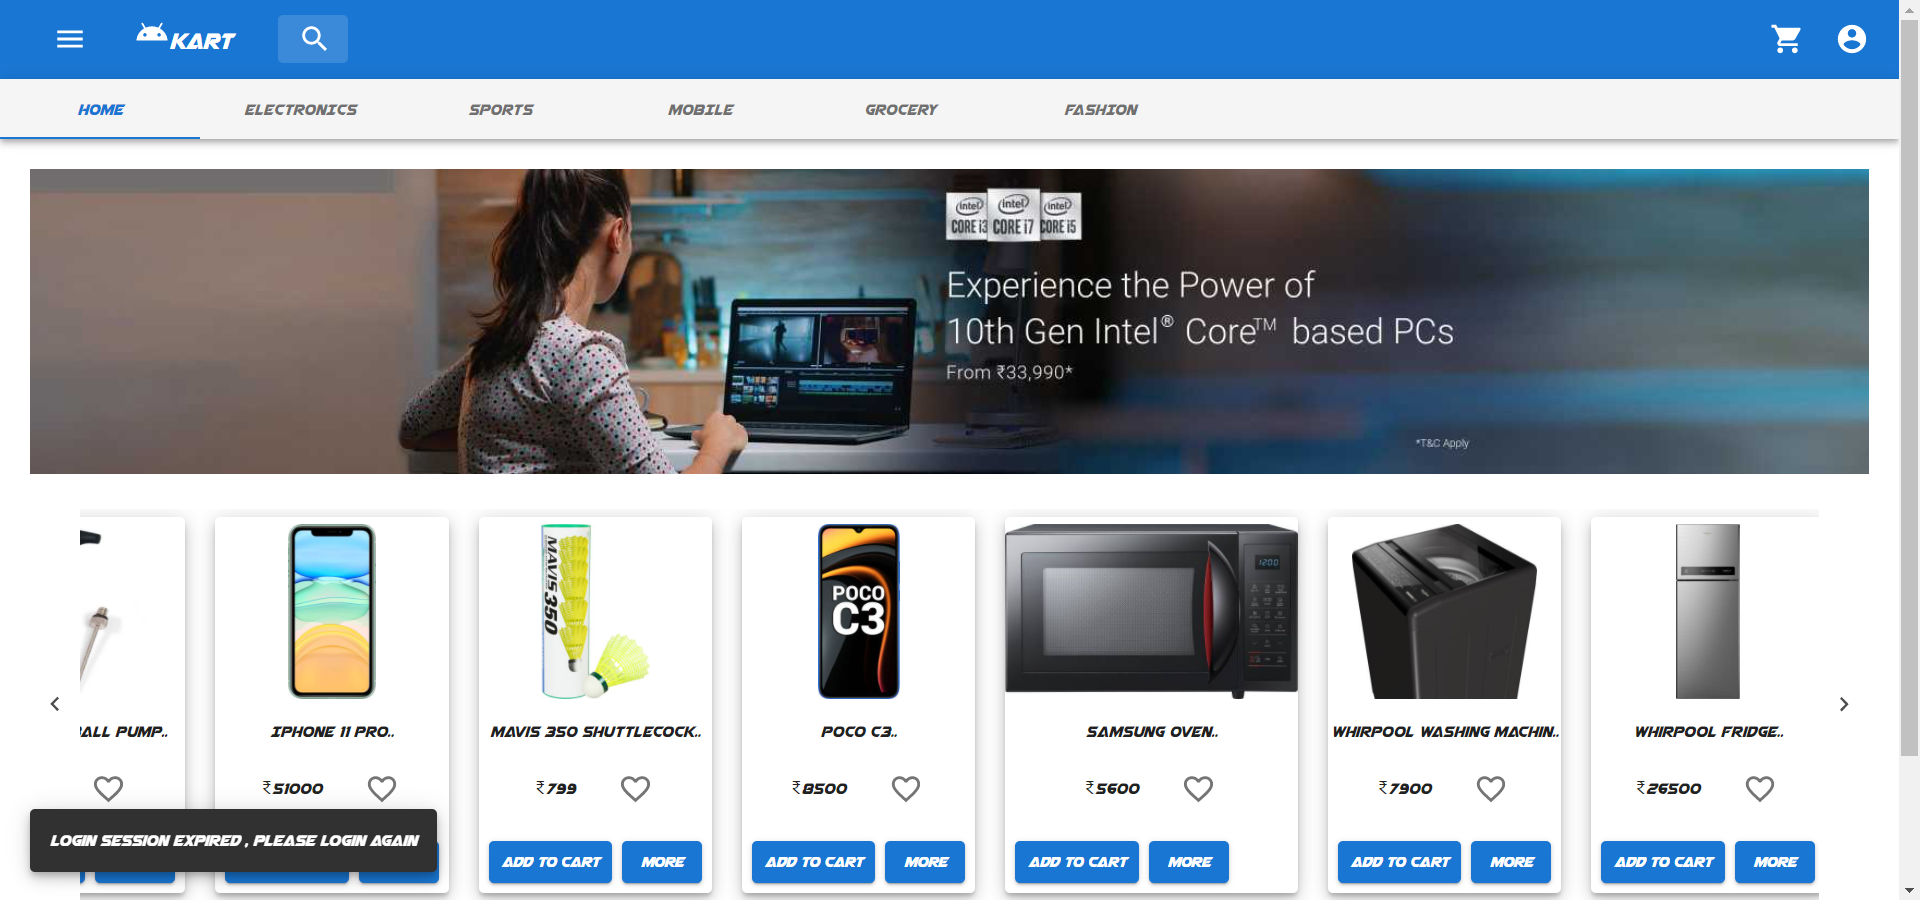 KART
HOME ELECTRONICS SPORTS MOBILE GROCERY FASHION
intel CORE i3 intel CORE i7 intel CORE i5
Experience the Power of
10th Gen Intel® Core™ based PCs
From ₹33,990*
*T&C Apply
MAVIS 350
POCO C3
12:00
ALL PUMP.. IPHONE 11 PRO.. MAVIS 350 SHUTTLECOCK.. POCO C3.. SAMSUNG OVEN.. WHIRPOOL WASHING MACHIN.. WHIRPOOL FRIDGE..
₹51000 ₹799 ₹8500 ₹5600 ₹7900 ₹26500
LOGIN SESSION EXPIRED , PLEASE LOGIN AGAIN
ADD TO CART MORE ADD TO CART MORE ADD TO CART MORE ADD TO CART MORE ADD TO CART MORE